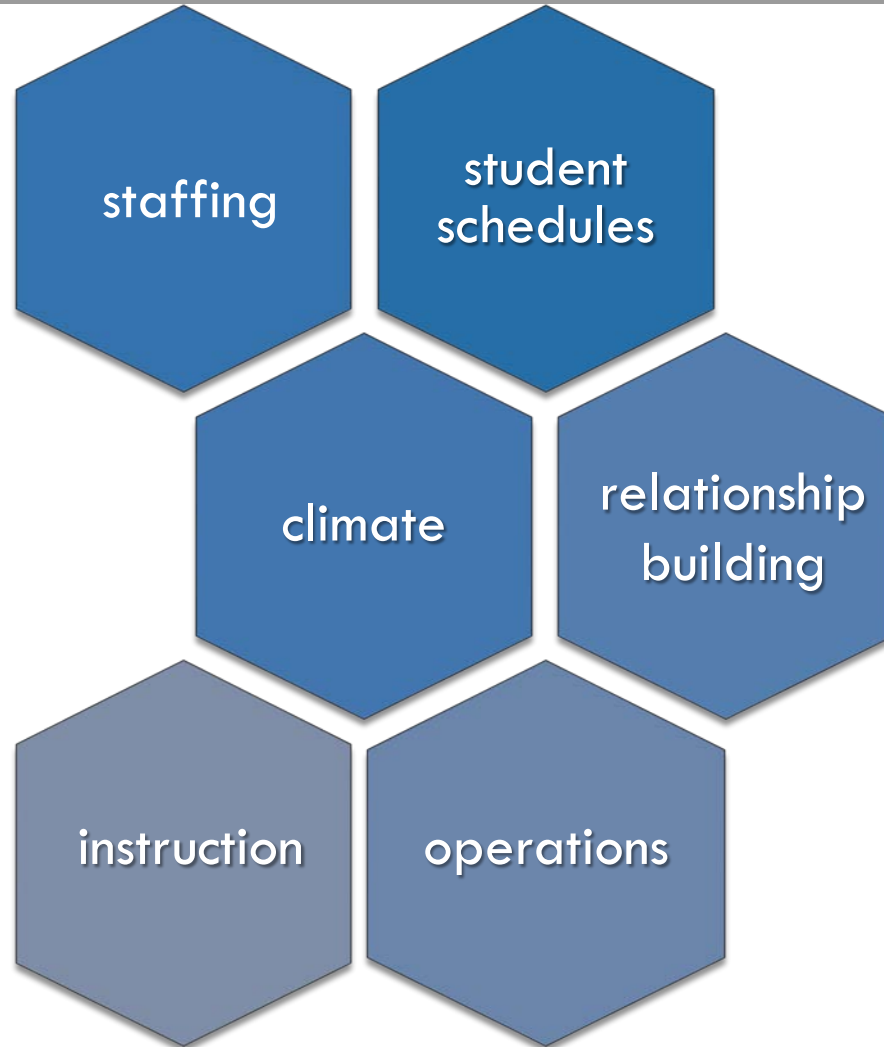 staffing
student
schedules
climate
relationship
building
instruction
operations